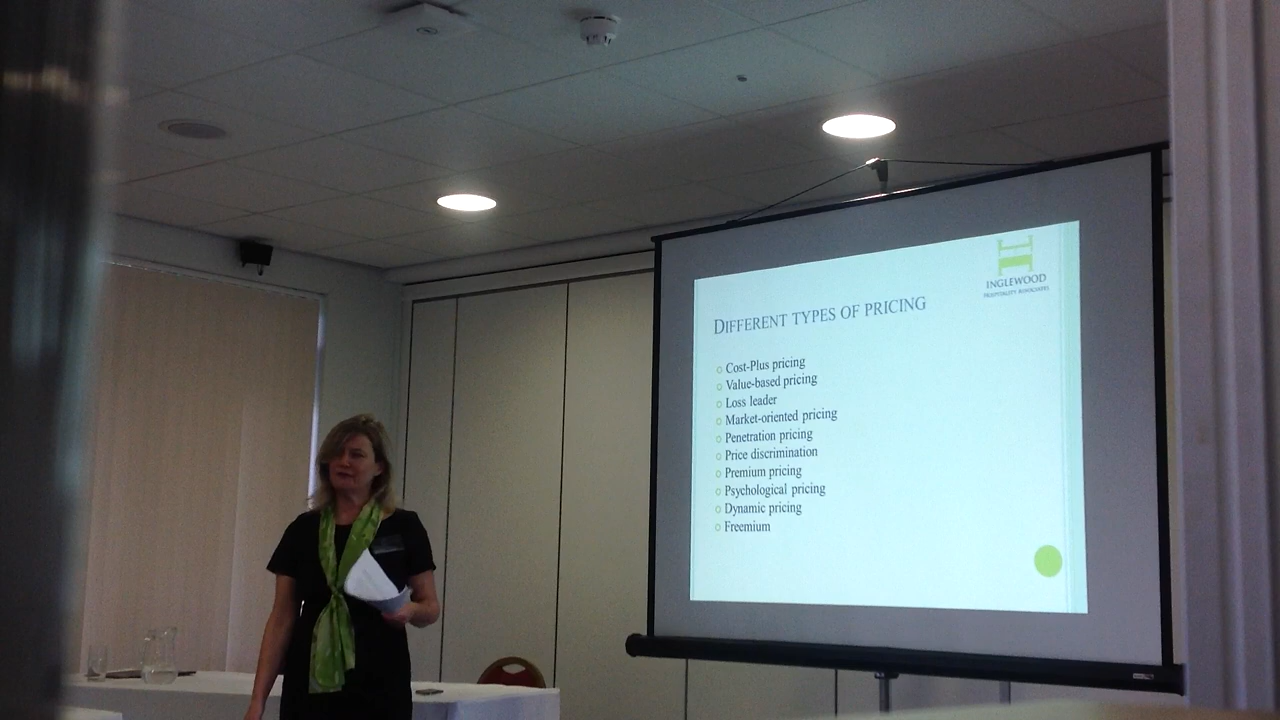 INGLEWOOD
HOSPITALITY ASSOCIATES
DIFFERENT TYPES OF PRICING
Cost-Plus pricing
Value-based pricing
Loss leader
Market-oriented pricing
Penetration pricing
Price discrimination
Premium pricing
Psychological pricing
Dynamic pricing
Freemium